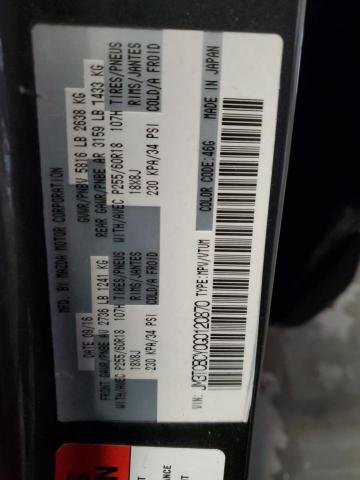 MFD. BY MAZDA MOTOR CORPORATION
DATE: 09/16 GVWR/PNBV 5816 LB 2638 KG
FRONT GAWR/PNBE AV 2736 LB 1241 KG REAR GAWR/PNBE AR 3159 LB 1433 KG
WITH/AVEC P255/60R18 107H TIRES/PNEUS WITH/AVEC P255/60R18 107H TIRES/PNEUS
18X8J RIMS/JANTES 18X8J RIMS/JANTES
230 KPA/34 PSI COLD/A FROID 230 KPA/34 PSI COLD/A FROID
COLOR CODE: 46G MADE IN JAPAN
TYPE: MPV/VTUM
VIN: